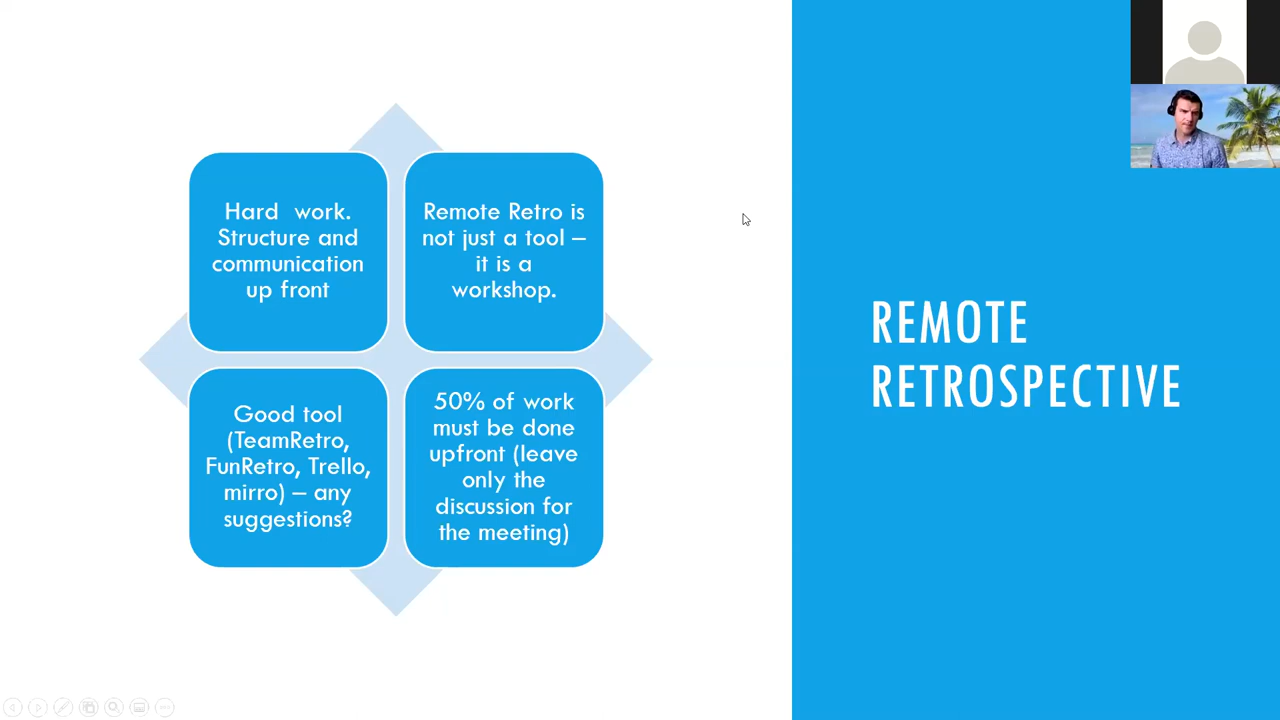 Hard work.
Structure and
communication
up front
Remote Retro is
not just a tool –
it is a
workshop.
Good tool
(TeamRetro,
FunRetro, Trello,
mirro) – any
suggestions?
50% of work
must be done
upfront (leave
only the
discussion for
the meeting)
REMOTE
RETROSPECTIVE